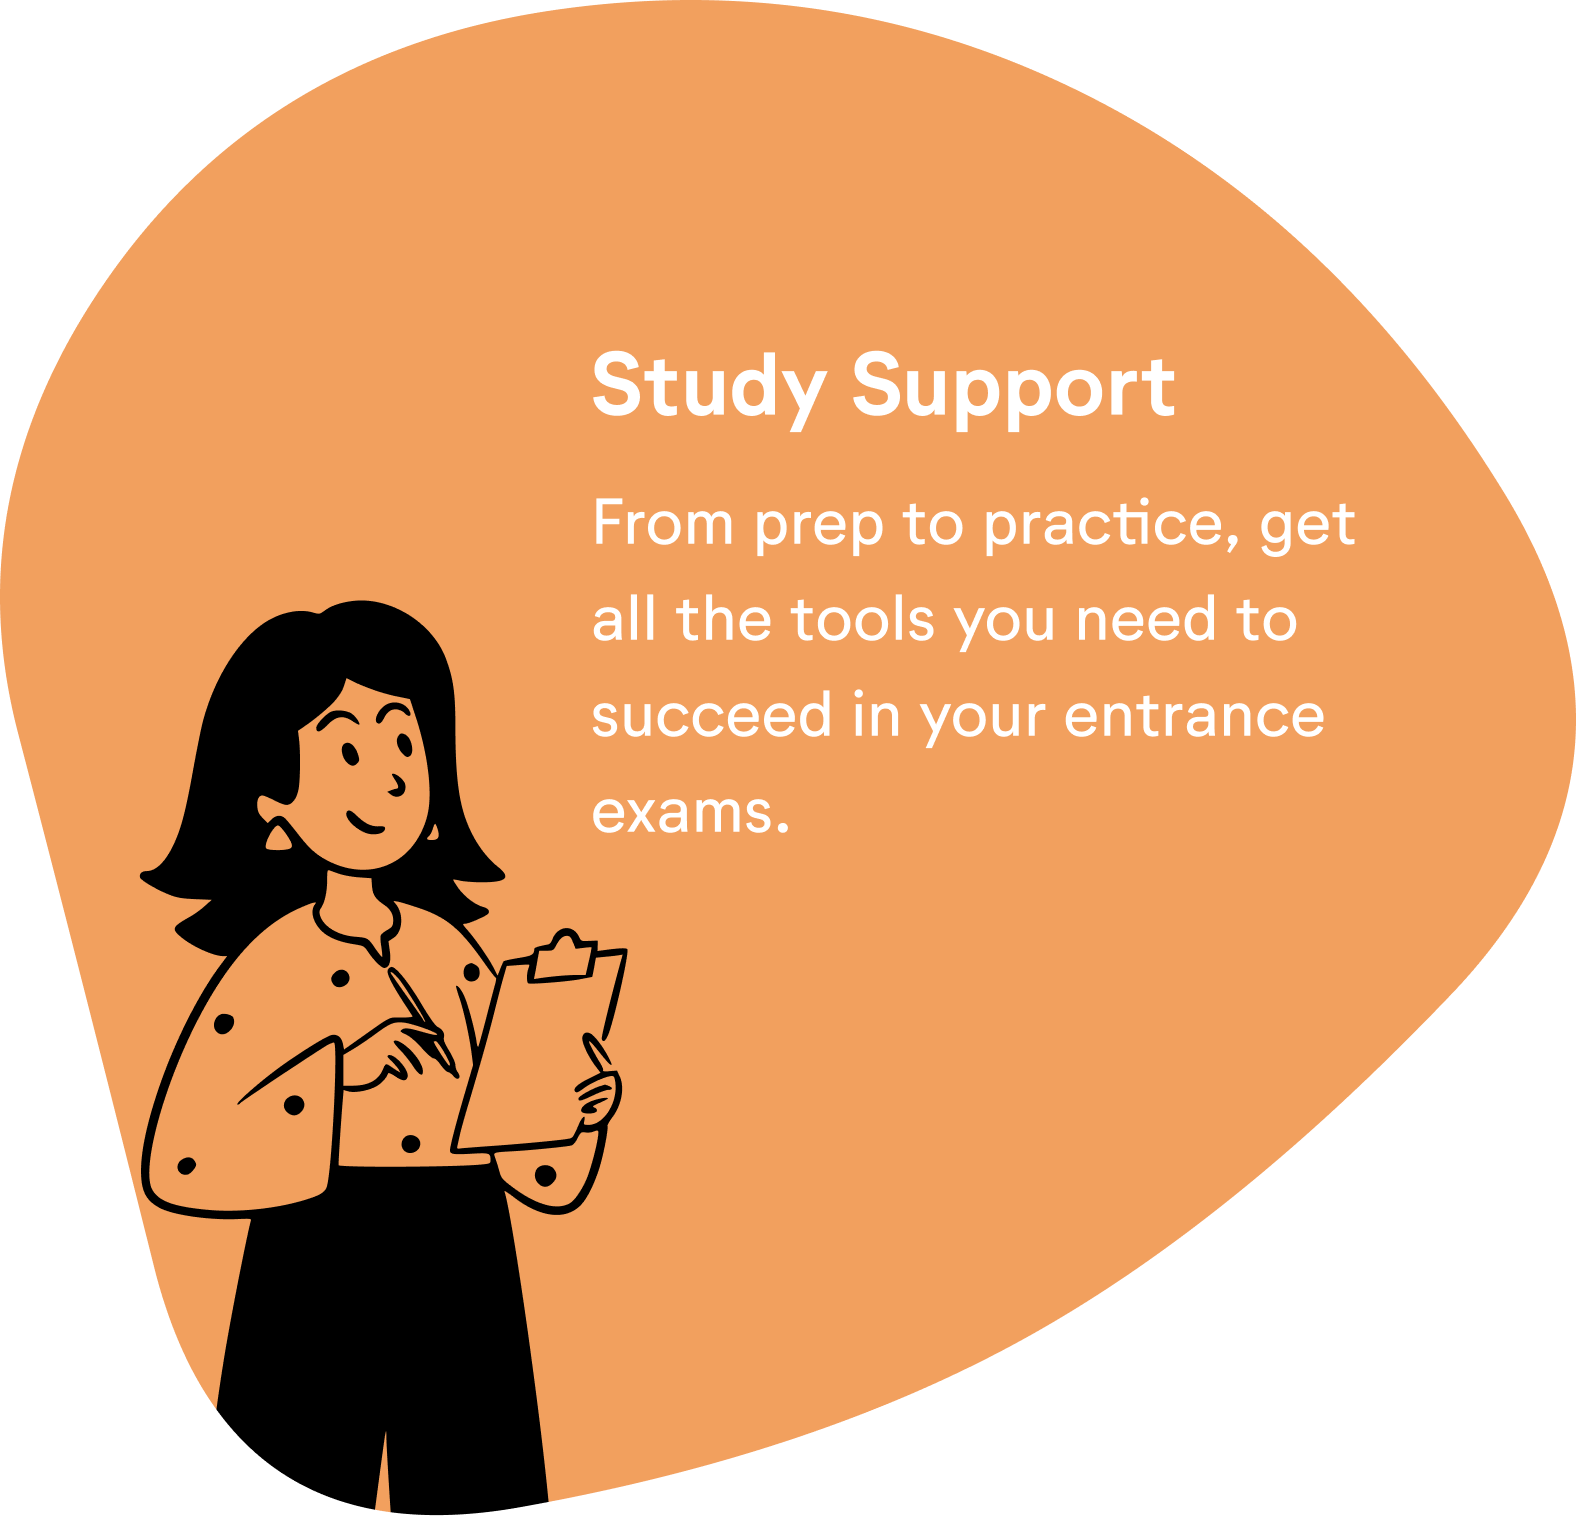 Study Support
From prep to practice, get
all the tools you need to
succeed in your entrance
exams.